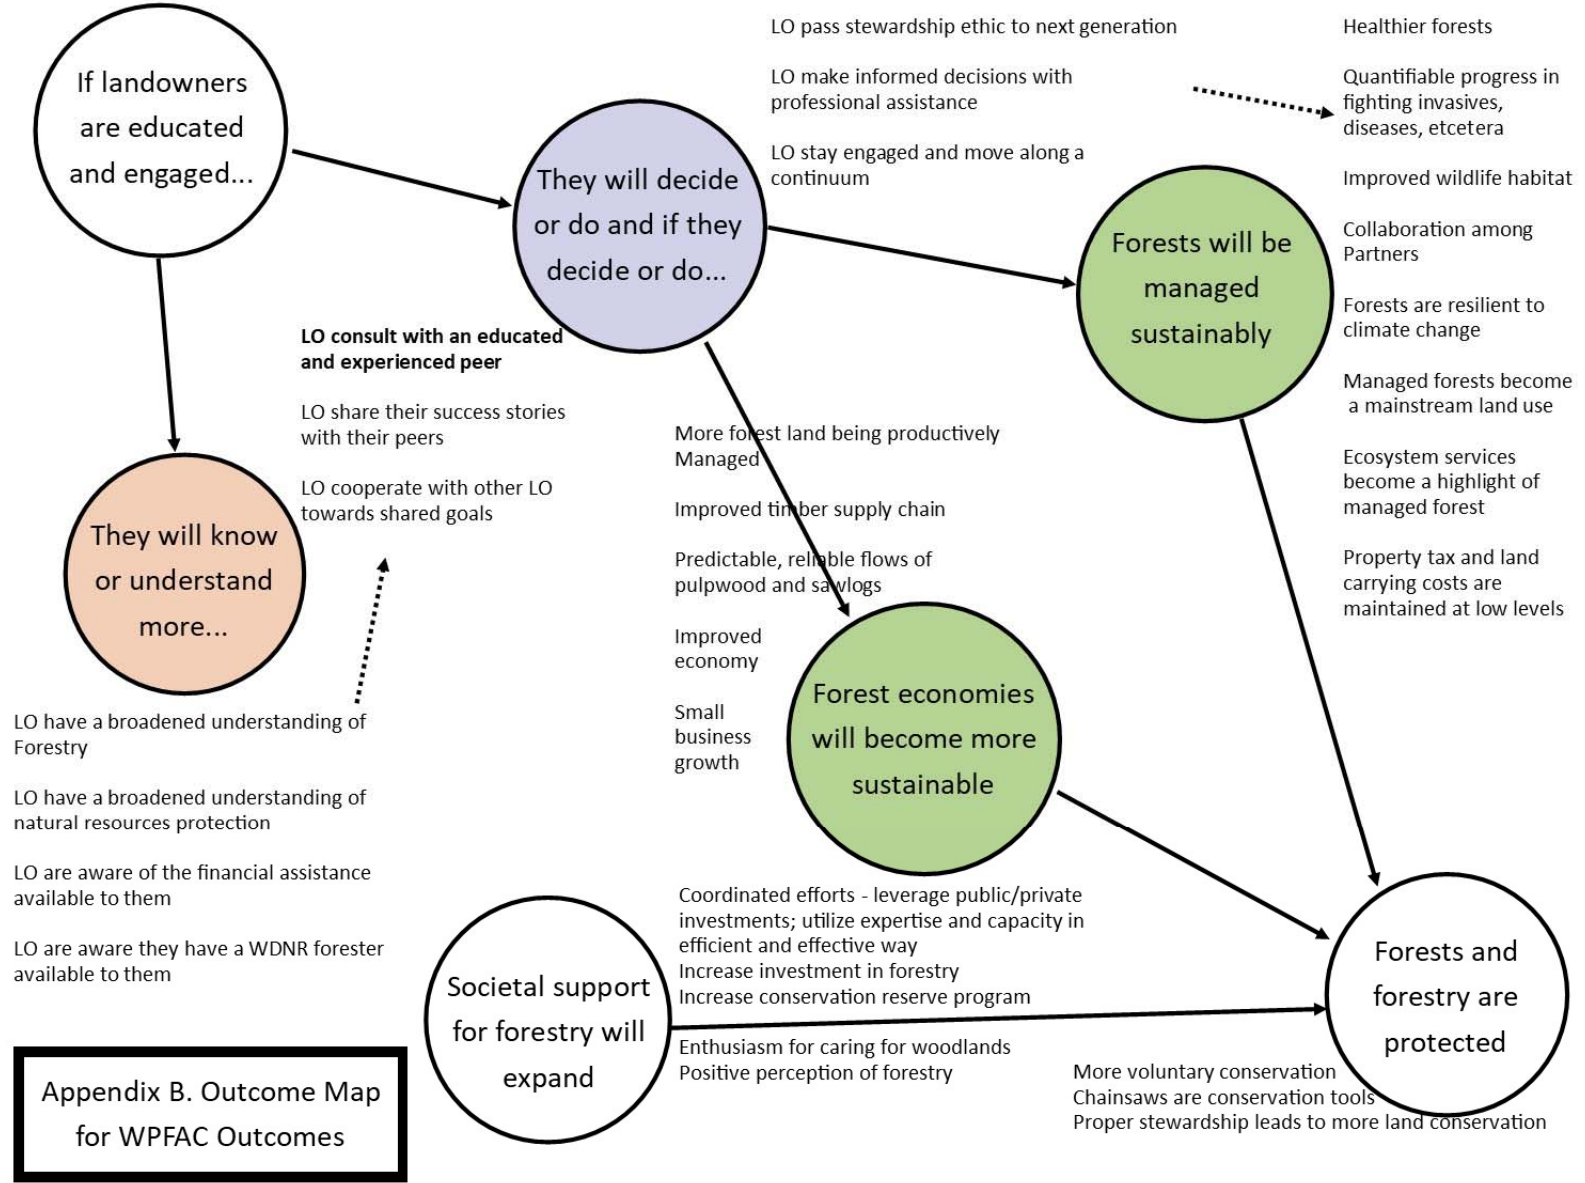 If landowners
are educated
and engaged...
They will decide
or do and if they
decide or do...
LO pass stewardship ethic to next generation
LO make informed decisions with
professional assistance
LO stay engaged and move along a
continuum
Forests will be
managed
sustainably
Healthier forests
Quantifiable progress in
fighting invasives,
diseases, etcetera
Improved wildlife habitat
Collaboration among
Partners
Forests are resilient to
climate change
Managed forests become
a mainstream land use
Ecosystem services
become a highlight of
managed forest
Property tax and land
carrying costs are
maintained at low levels
LO consult with an educated
and experienced peer
LO share their success stories
with their peers
LO cooperate with other LO
towards shared goals
They will know
or understand
more...
LO have a broadened understanding of
Forestry
LO have a broadened understanding of
natural resources protection
LO are aware of the financial assistance
available to them
LO are aware they have a WDNR forester
available to them
More forest land being productively
Managed
Improved timber supply chain
Predictable, reliable flows of
pulpwood and sawlogs
Improved
economy
Small
business
growth
Forest economies
will become more
sustainable
Societal support
for forestry will
expand
Coordinated efforts - leverage public/private
investments; utilize expertise and capacity in
efficient and effective way
Increase investment in forestry
Increase conservation reserve program
Enthusiasm for caring for woodlands
Positive perception of forestry
Forests and
forestry are
protected
More voluntary conservation
Chainsaws are conservation tools
Proper stewardship leads to more land conservation
Appendix B. Outcome Map
for WPFAC Outcomes